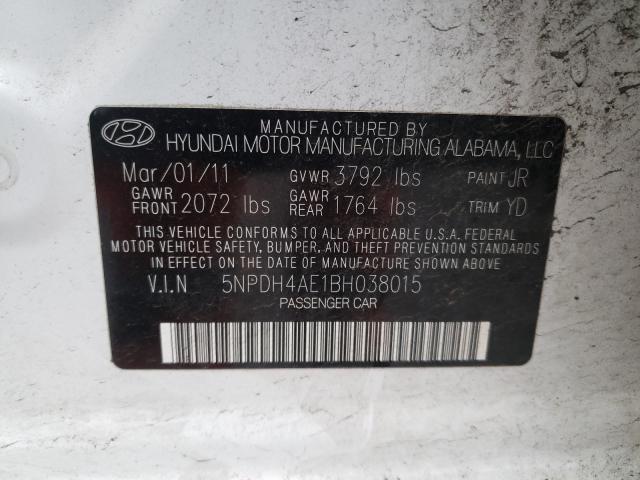 MANUFACTURED BY
HYUNDAI MOTOR MANUFACTURING ALABAMA, LLC
Mar/01/11 GVWR 3792 lbs PAINT JR
GAWR FRONT 2072 lbs GAWR REAR 1764 lbs TRIM YD
THIS VEHICLE CONFORMS TO ALL APPLICABLE U.S.A. FEDERAL
MOTOR VEHICLE SAFETY, BUMPER, AND THEFT PREVENTION STANDARDS
IN EFFECT ON THE DATE OF MANUFACTURE SHOWN ABOVE.
V.I.N 5NPDH4AE1BH038015
PASSENGER CAR